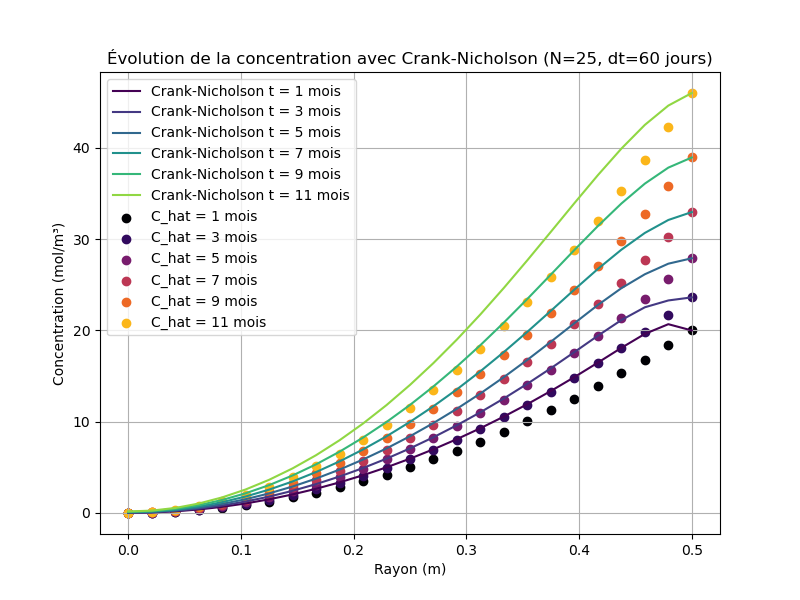 Évolution de la concentration avec Crank-Nicholson (N=25, dt=60 jours)
Crank-Nicholson t = 1 mois
Crank-Nicholson t = 3 mois
Crank-Nicholson t = 5 mois
Crank-Nicholson t = 7 mois
Crank-Nicholson t = 9 mois
Crank-Nicholson t = 11 mois
C_hat = 1 mois
C_hat = 3 mois
C_hat = 5 mois
C_hat = 7 mois
C_hat = 9 mois
C_hat = 11 mois
Concentration (mol/m³)
40
30
20
10
0
0.0 0.1 0.2 0.3 0.4 0.5
Rayon (m)